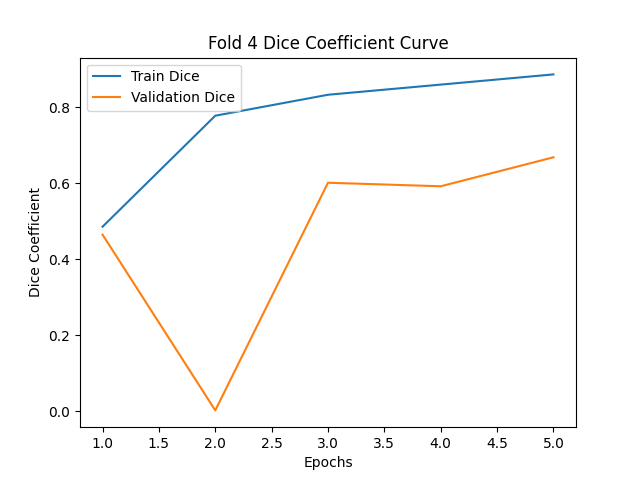 Fold 4 Dice Coefficient Curve
Train Dice
Validation Dice
Dice Coefficient
0.8
0.6
0.4
0.2
0.0
1.0 1.5 2.0 2.5 3.0 3.5 4.0 4.5 5.0
Epochs